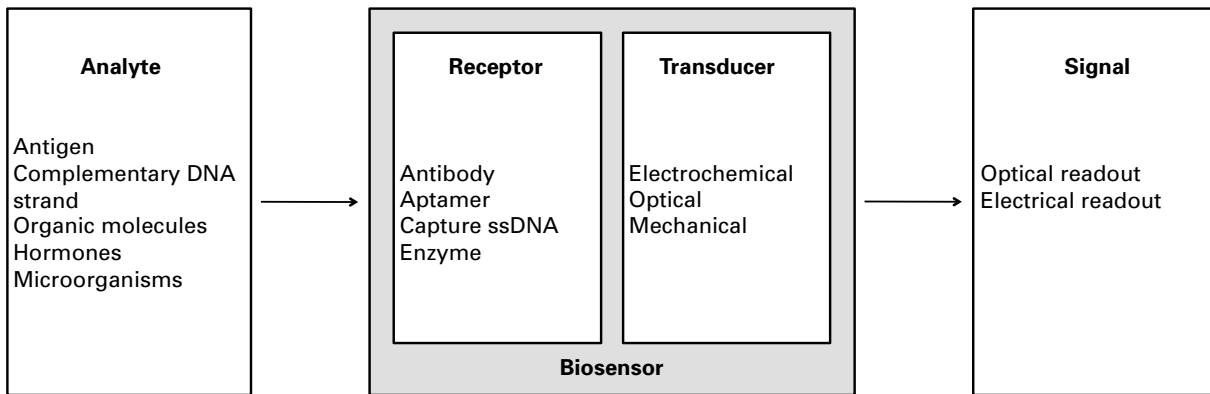 Analyte
Antigen
Complementary DNA
strand
Organic molecules
Hormones
Microorganisms
Receptor
Antibody
Aptamer
Capture ssDNA
Enzyme
Transducer
Electrochemical
Optical
Mechanical
Biosensor
Signal
Optical readout
Electrical readout